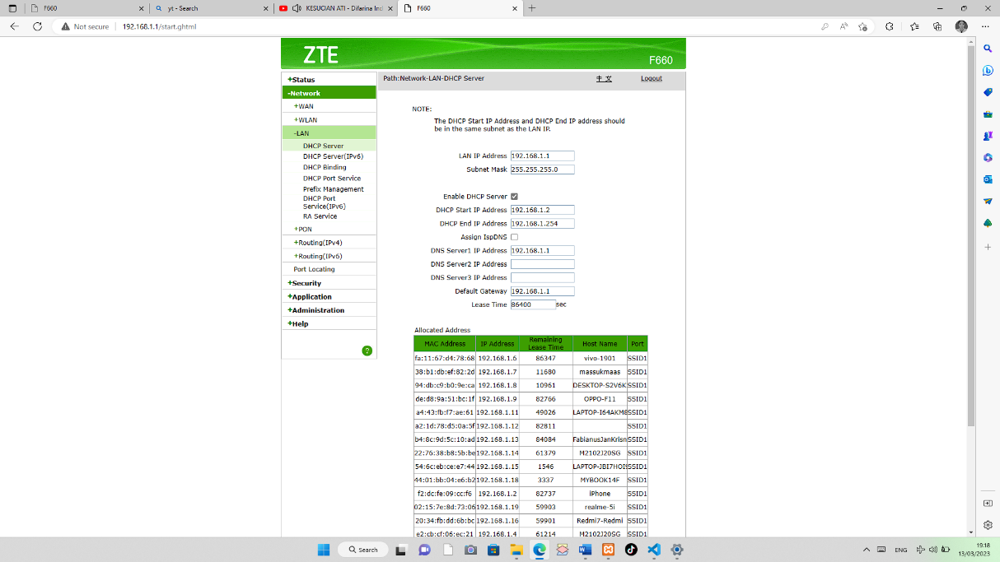 F660
yt - Search
KESUCIAN ATI - Difarina Ind
F660
Not secure
192.168.1.1/start.ghtml
ZTE
F660
+Status
-Network
+WAN
+WLAN
-LAN
DHCP Server
DHCP Server(IPv6)
DHCP Binding
DHCP Port Service
Prefix Management
DHCP Port
Service(IPv6)
RA Service
+PON
+Routing(IPv4)
+Routing(IPv6)
Port Locating
+Security
+Application
+Administration
+Help
?
Path:Network-LAN-DHCP Server
中 文
Logout
NOTE:
The DHCP Start IP Address and DHCP End IP address should
be in the same subnet as the LAN IP.
LAN IP Address 192.168.1.1
Subnet Mask 255.255.255.0
Enable DHCP Server
DHCP Start IP Address 192.168.1.2
DHCP End IP Address 192.168.1.254
Assign IspDNS
DNS Server1 IP Address 192.168.1.1
DNS Server2 IP Address
DNS Server3 IP Address
Default Gateway 192.168.1.1
Lease Time 86400 sec
Allocated Address
MAC Address IP Address Remaining Lease Time Host Name Port
fa:11:67:d4:78:68 192.168.1.6 86347 vivo-1901 SSID1
38:b1:db:ef:82:2d 192.168.1.7 11680 massukmaas SSID1
94:db:c9:b0:9e:ca 192.168.1.8 10961 DESKTOP-S2V6K SSID1
de:d8:9a:51:bc:1f 192.168.1.9 82766 OPPO-F11 SSID1
a4:43:fb:f7:ae:61 192.168.1.11 49026 LAPTOP-I64AKM8 SSID1
a2:1d:78:d5:0a:5f 192.168.1.12 82811 SSID1
b4:8c:9d:5c:10:ad 192.168.1.13 84084 FabianusJanKrisn SSID1
22:76:38:b8:5b:be 192.168.1.14 61379 M2102J20SG SSID1
54:6c:eb:ce:e7:44 192.168.1.15 1546 LAPTOP-JBI7HOI9 SSID1
44:01:bb:04:e6:b2 192.168.1.18 3337 MYBOOK14F SSID1
f2:dc:fe:09:cc:f6 192.168.1.2 82737 iPhone SSID1
02:15:7e:8d:73:06 192.168.1.19 59903 realme-5i SSID1
20:34:fb:dd:6b:bc 192.168.1.16 59901 Redmi7-Redmi SSID1
e2:cb:cf:06:ec:21 192.168.1.4 61214 M2102J20SG SSID1
Search
ENG
19:18
13/03/2023